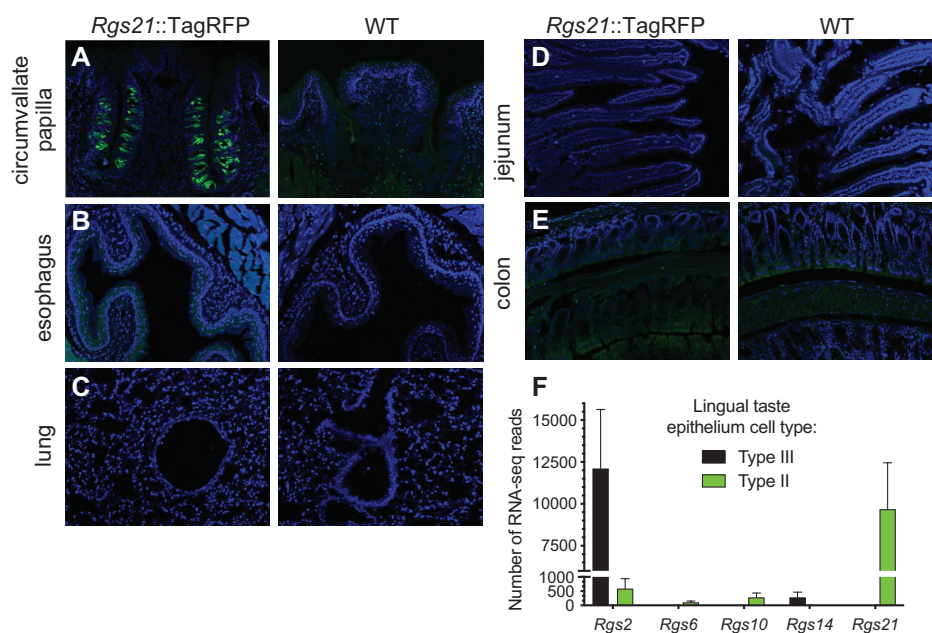 Rgs21::TagRFP
WT
A
circumvallate
papilla
B
esophagus
C
lung
Rgs21::TagRFP
WT
D
jejunum
E
colon
F
Number of RNA-seq reads
15000
12500
10000
7500
1000
500
0
Lingual taste
epithelium cell type:
Type III
Type II
Rgs2
Rgs6
Rgs10
Rgs14
Rgs21